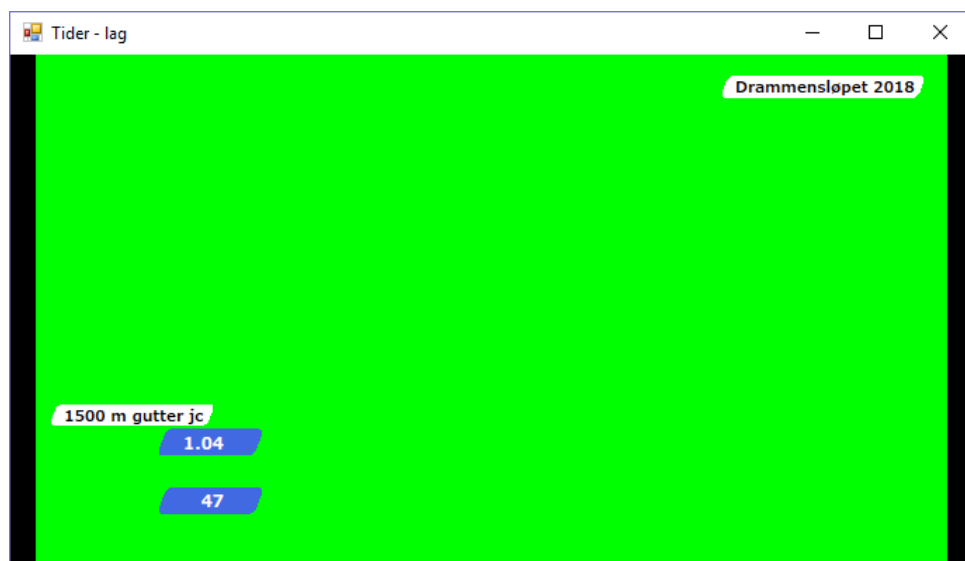 Tider - lag
Drammensløpet 2018
1500 m gutter jc
1.04
47